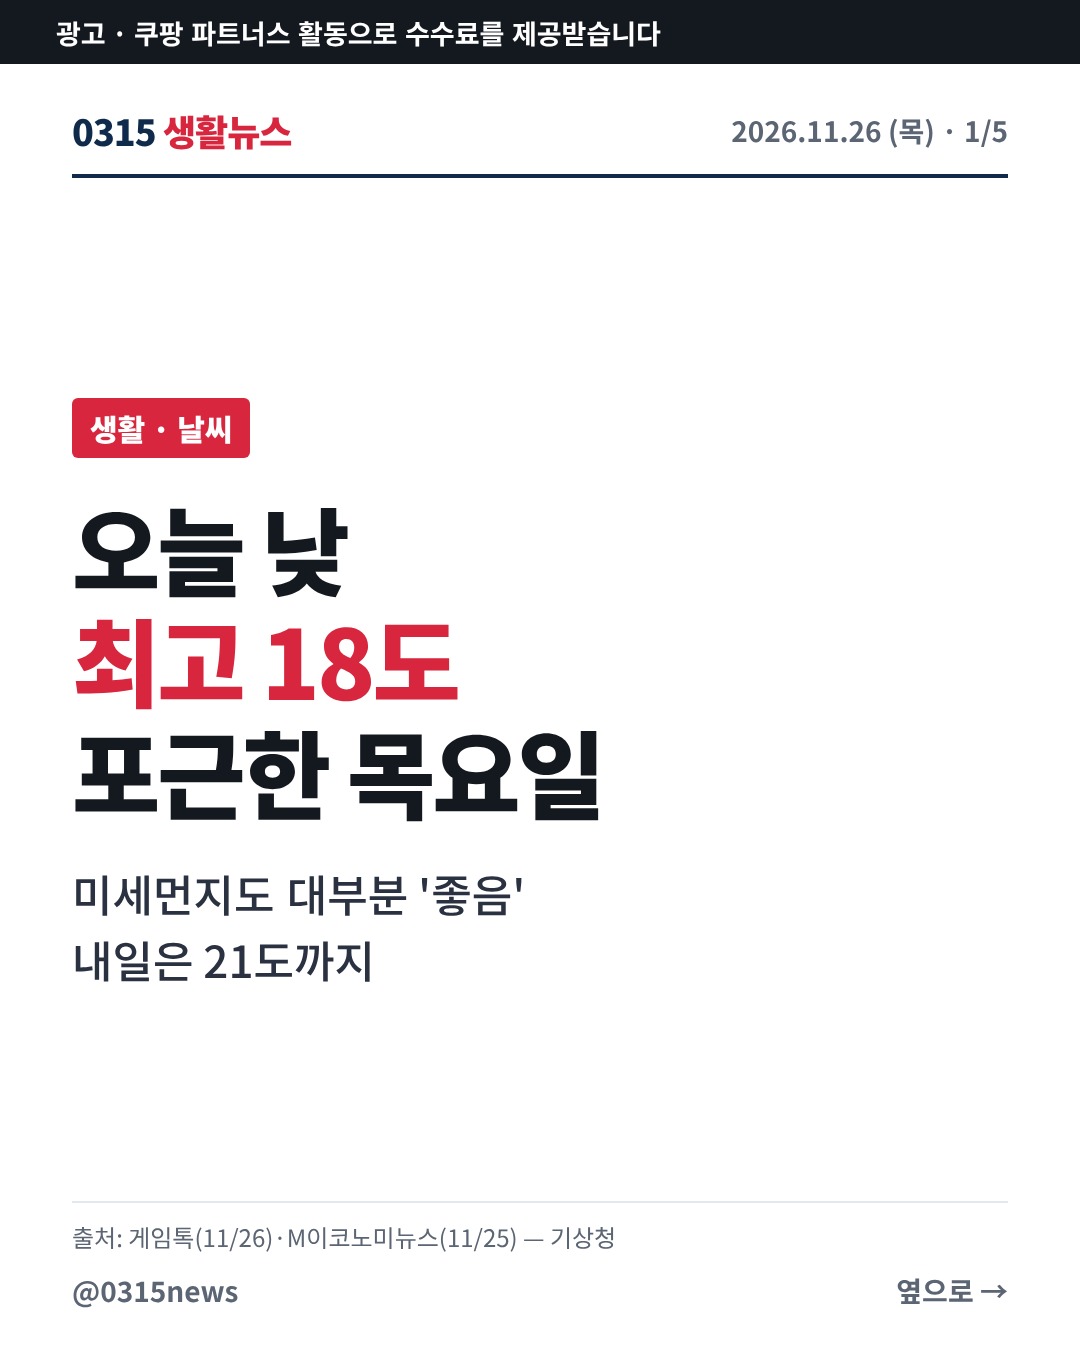 광고 · 쿠팡 파트너스 활동으로 수수료를 제공받습니다
0315 생활뉴스
2026.11.26 (목) · 1/5
생활 · 날씨
오늘 낮
최고 18도
포근한 목요일
미세먼지도 대부분 '좋음'
내일은 21도까지
출처: 게임톡(11/26)·M이코노미뉴스(11/25) — 기상청
@0315news
옆으로 →